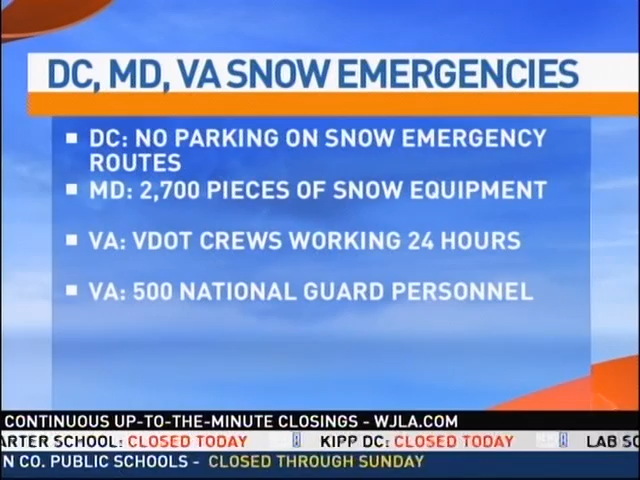 DC, MD, VA SNOW EMERGENCIES
DC: NO PARKING ON SNOW EMERGENCY
ROUTES
MD: 2,700 PIECES OF SNOW EQUIPMENT
VA: VDOT CREWS WORKING 24 HOURS
VA: 500 NATIONAL GUARD PERSONNEL
CONTINUOUS UP-TO-THE-MINUTE CLOSINGS - WJLA.COM
ARTER SCHOOL: CLOSED TODAY KIPP DC: CLOSED TODAY LAB SC
N CO. PUBLIC SCHOOLS - CLOSED THROUGH SUNDAY